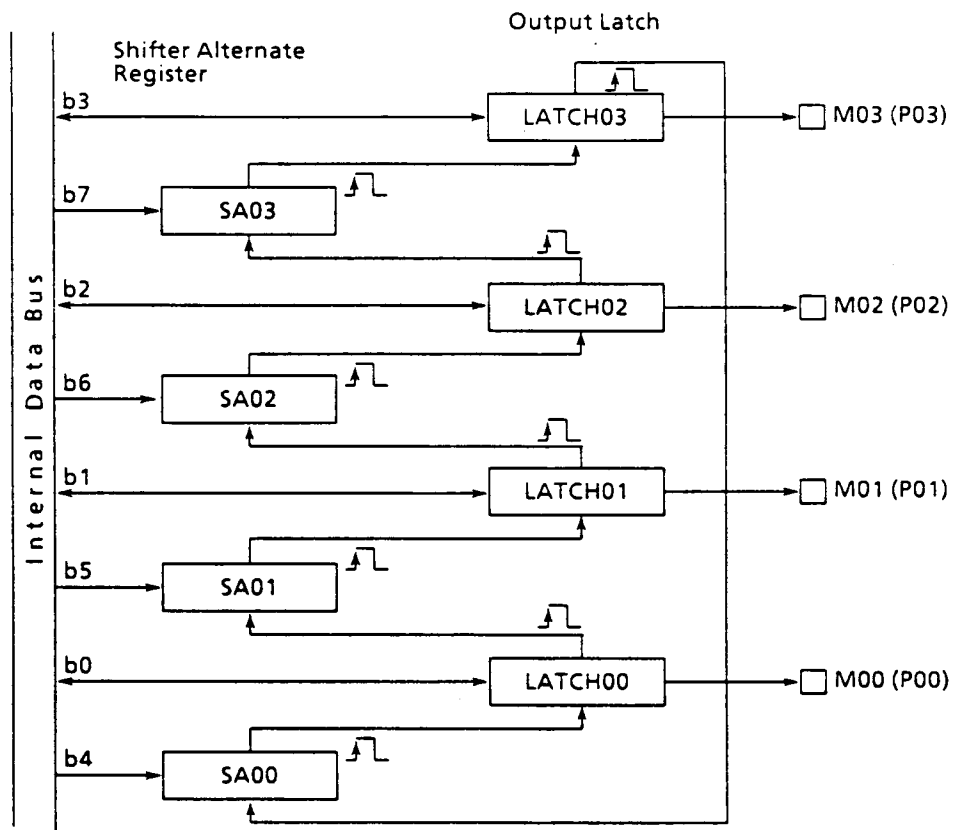 Output Latch
Shifter Alternate
Register
b3
LATCH03
M03 (P03)
b7
SA03
b2
LATCH02
M02 (P02)
b6
SA02
b1
LATCH01
M01 (P01)
b5
SA01
b0
LATCH00
M00 (P00)
b4
SA00
Internal Data Bus